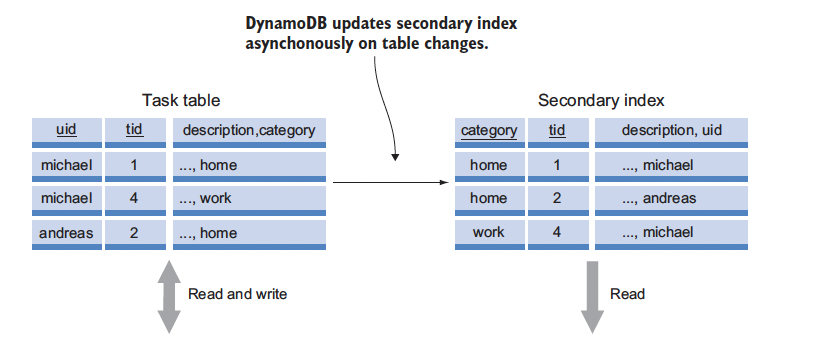 DynamoDB updates secondary index
asynchonously on table changes.
Task table
Secondary index
uid tid description,category
michael 1 ..., home
michael 4 ..., work
andreas 2 ..., home
category tid description, uid
home 1 ..., michael
home 2 ..., andreas
work 4 ..., michael
Read and write
Read